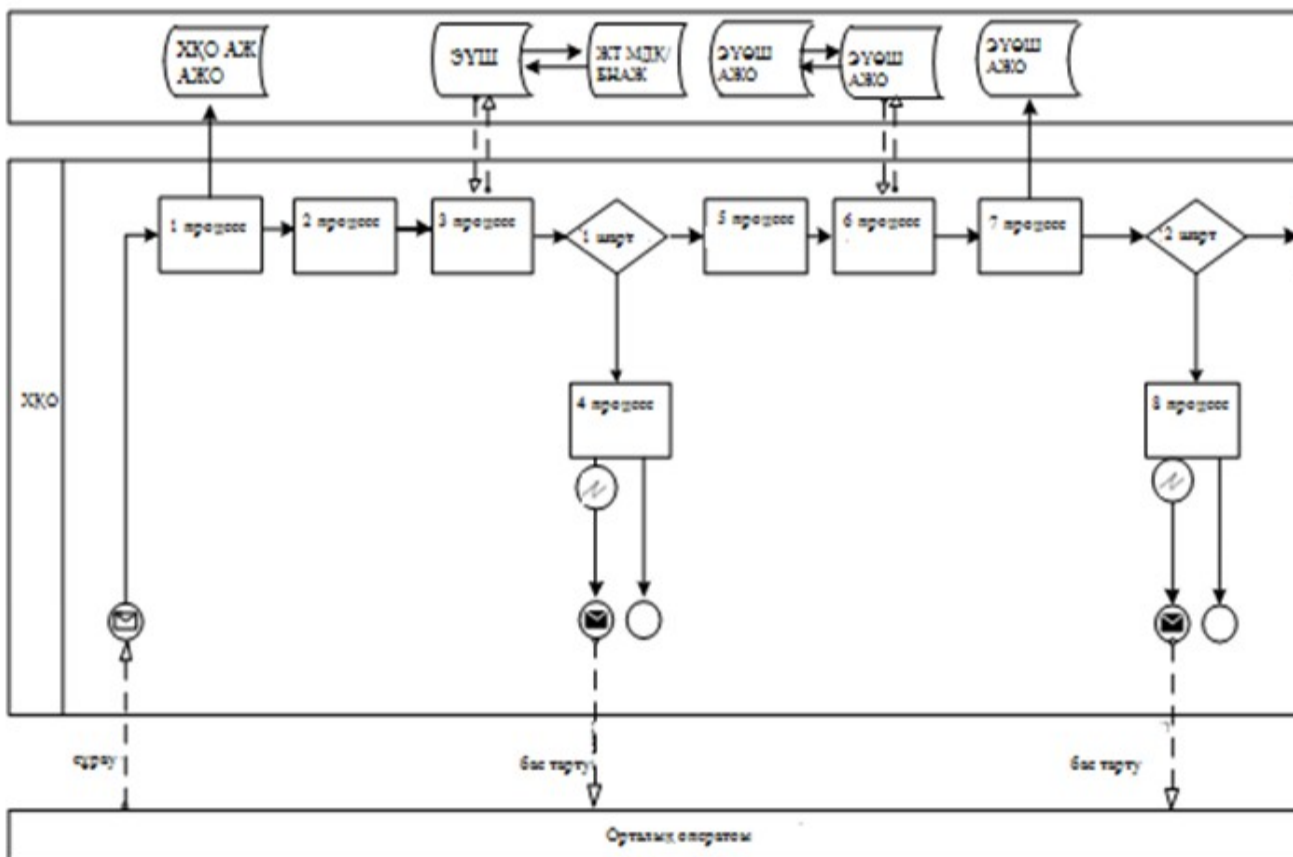 ХҚО АЖ
АЖО
ЭҮШ
ЖТ МДҚ/
БНАЖ
ЭҮӨШ
АЖО
ЭҮӨШ
АЖО
ЭҮӨШ
АЖО
1 процесс
2 процесс
3 процесс
1 шарт
5 процесс
6 процесс
7 процесс
2 шарт
ХҚО
4 процесс
8 процесс
сұрау
бас тарту
бас тарту
Орталық операторы